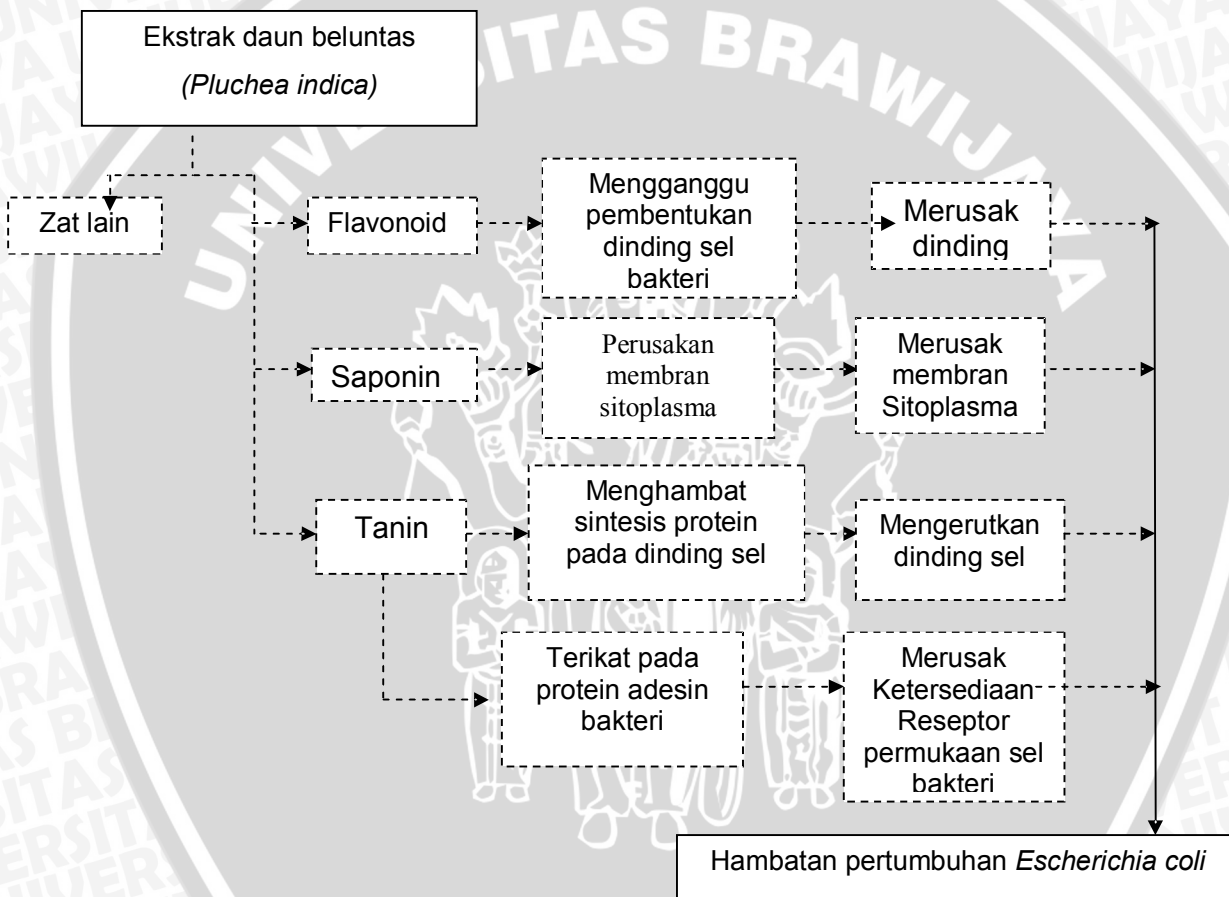 UNIVERSITAS BRAWIJAYA
Ekstrak daun beluntas
(Pluchea indica)
Zat lain
Flavonoid
Mengganggu
pembentukan
dinding sel
bakteri
Merusak
dinding
Saponin
Perusakan
membran
sitoplasma
Merusak
membran
Sitoplasma
Tanin
Menghambat
sintesis protein
pada dinding sel
Mengerutkan
dinding sel
Terikat pada
protein adesin
bakteri
Merusak
Ketersediaan
Reseptor
permukaan sel
bakteri
Hambatan pertumbuhan Escherichia coli